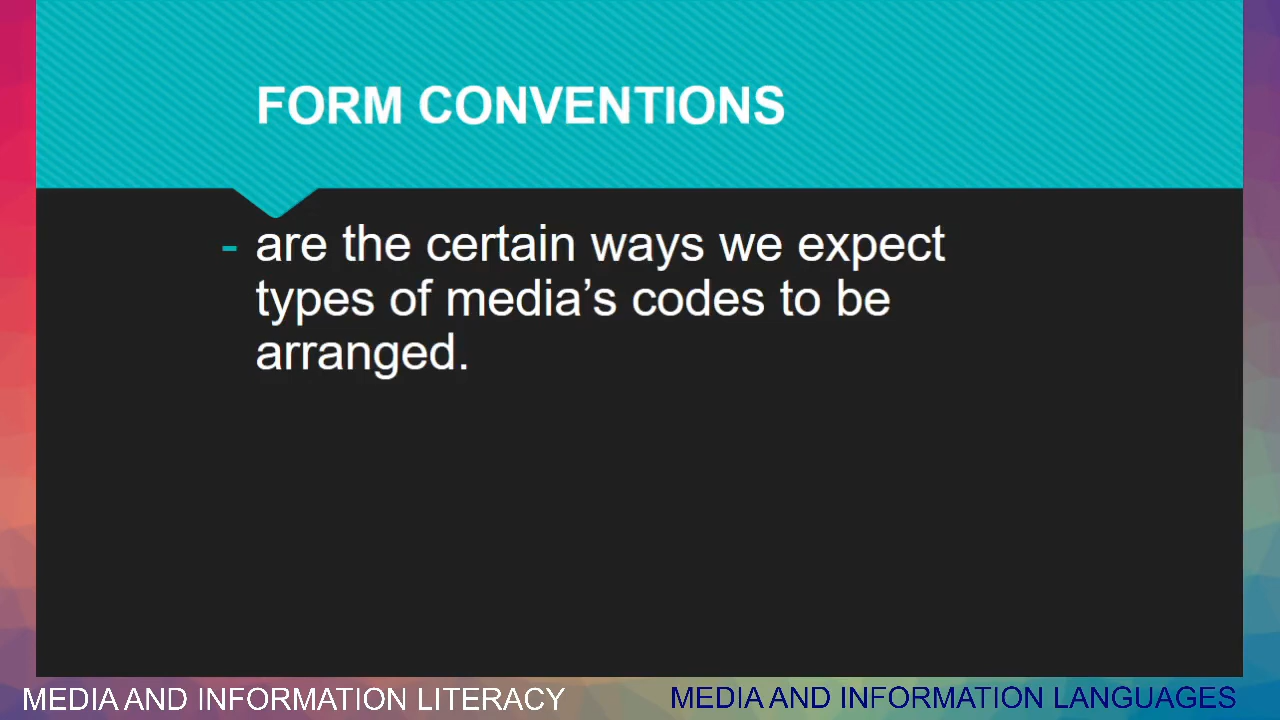 FORM CONVENTIONS
- are the certain ways we expect
types of media’s codes to be
arranged.
MEDIA AND INFORMATION LITERACY
MEDIA AND INFORMATION LANGUAGES